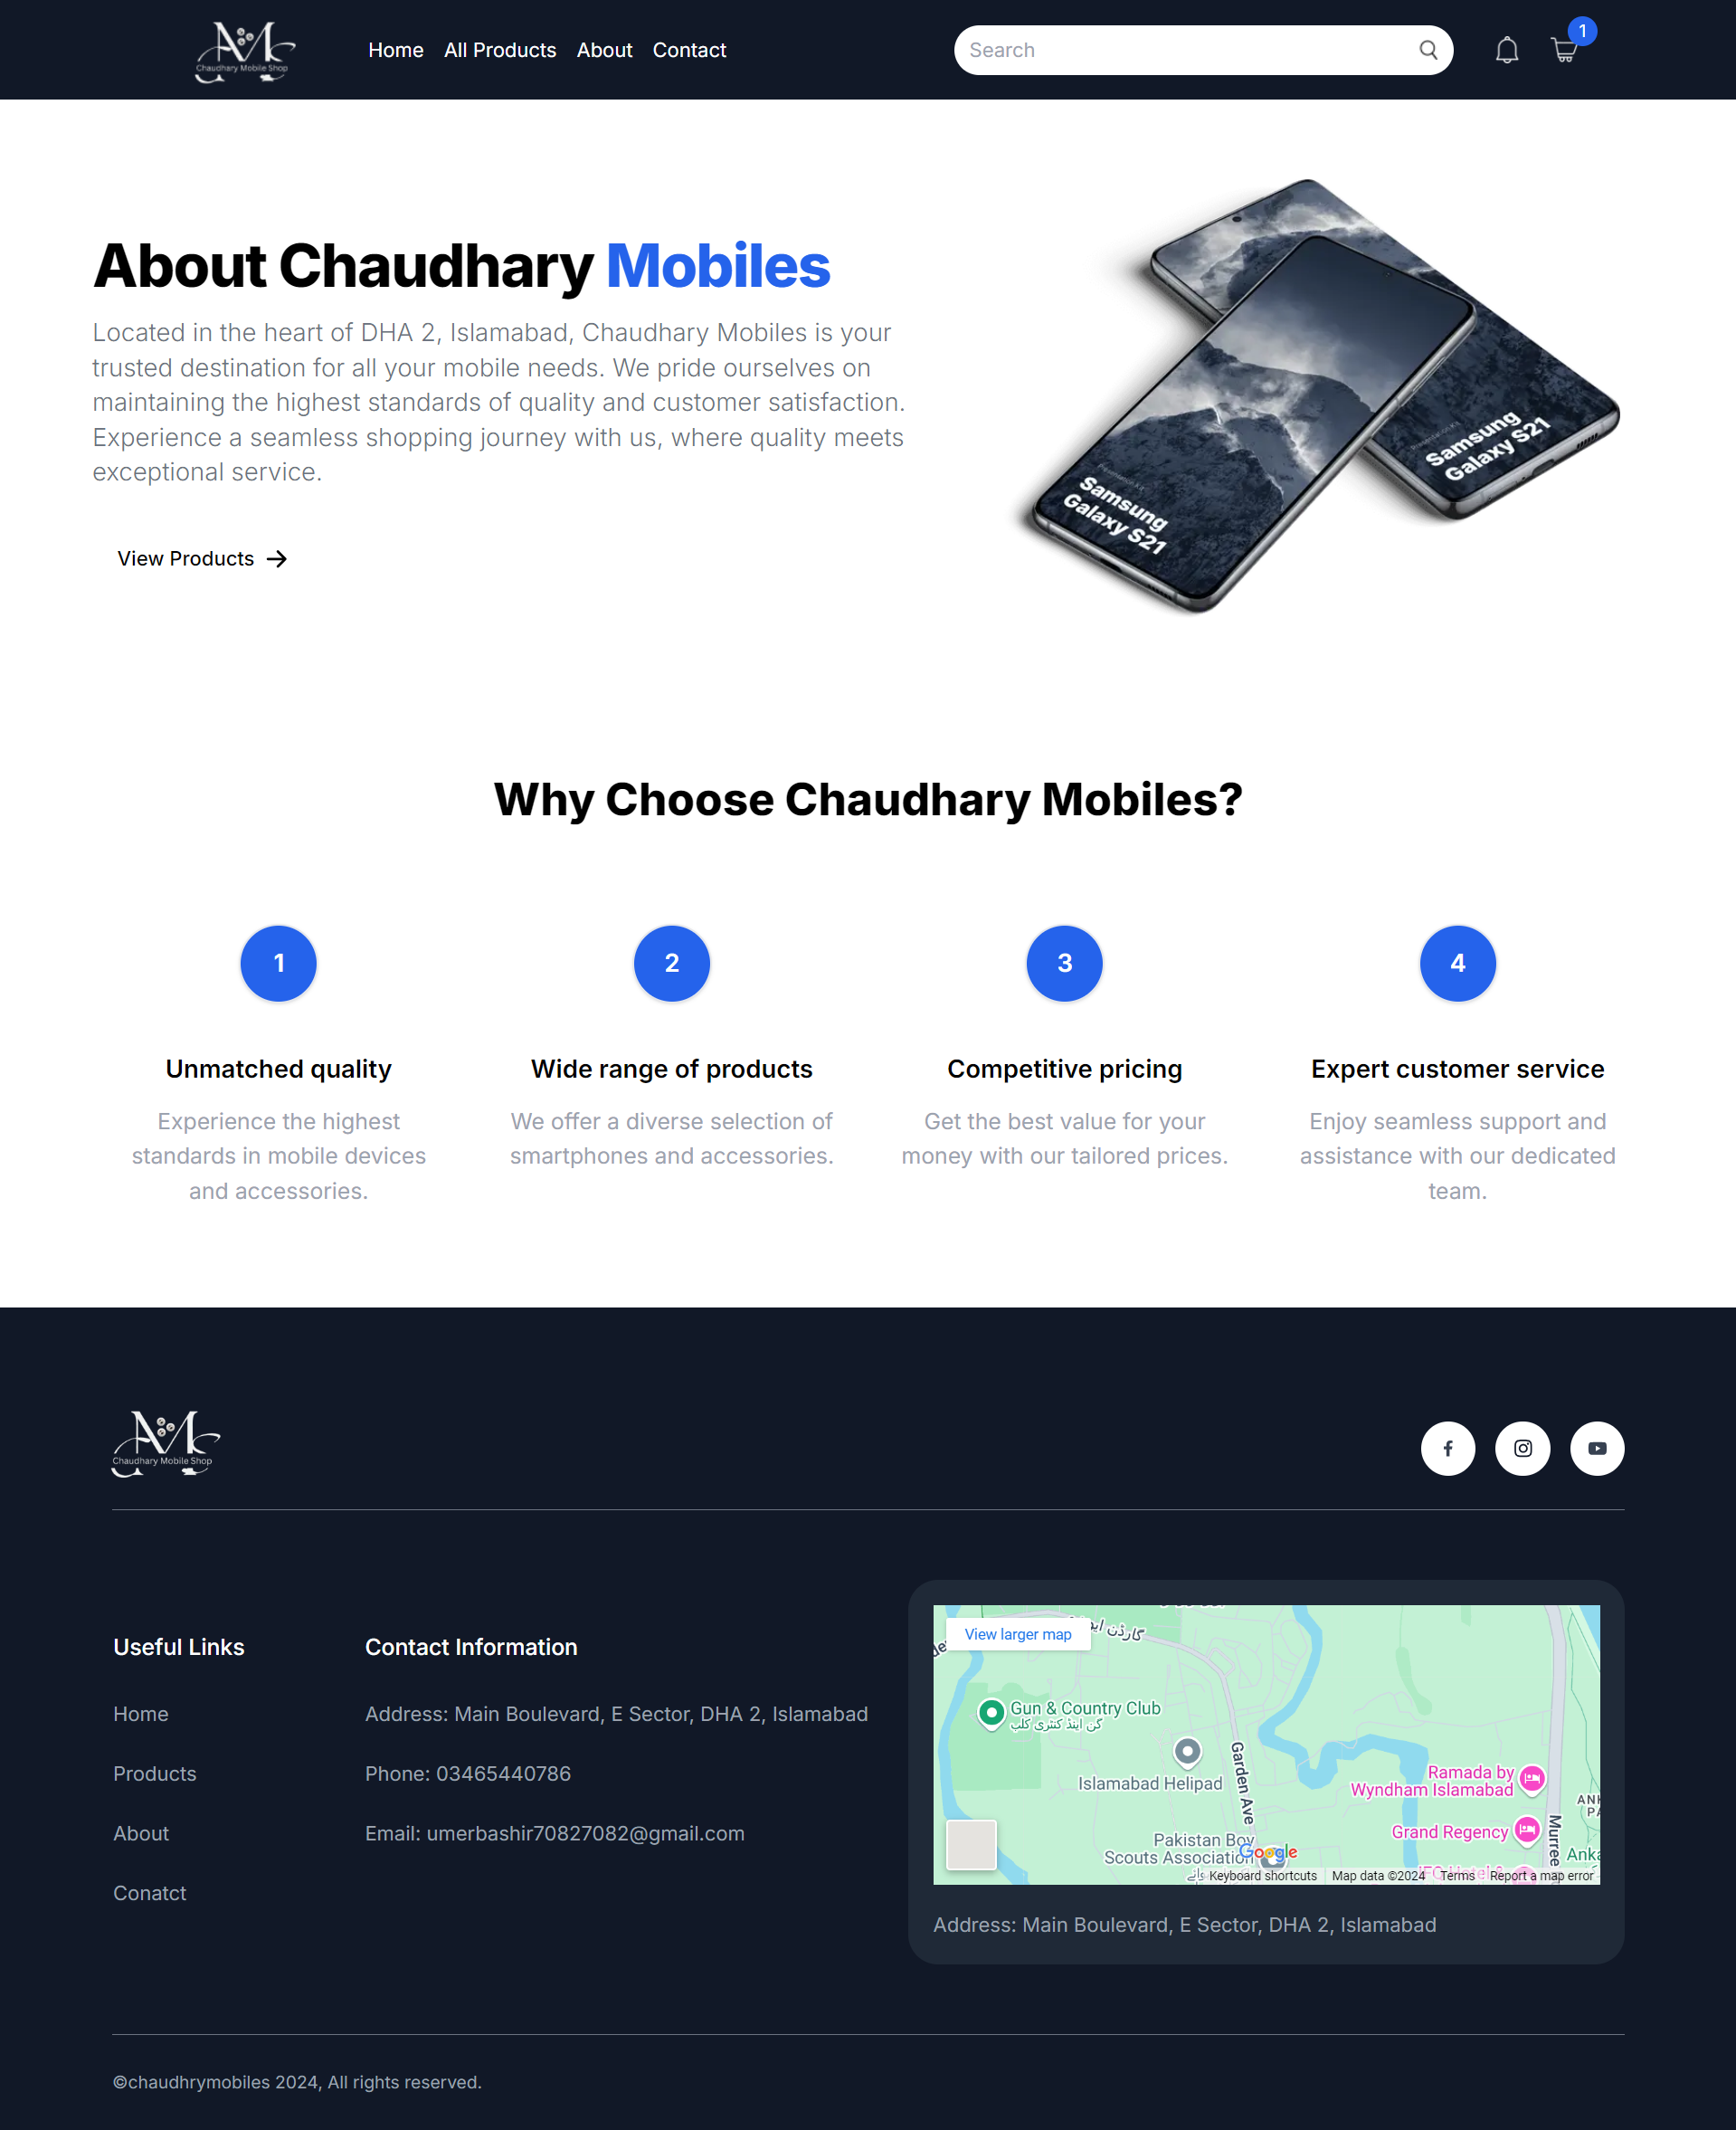 Chaudhary Mobile Shop
Home
All Products
About
Contact
Search
1
About Chaudhary Mobiles
Located in the heart of DHA 2, Islamabad, Chaudhary Mobiles is your
trusted destination for all your mobile needs. We pride ourselves on
maintaining the highest standards of quality and customer satisfaction.
Experience a seamless shopping journey with us, where quality meets
exceptional service.
View Products
Samsung
Galaxy S21
Samsung
Galaxy S21
Why Choose Chaudhary Mobiles?
1
Unmatched quality
Experience the highest
standards in mobile devices
and accessories.
2
Wide range of products
We offer a diverse selection of
smartphones and accessories.
3
Competitive pricing
Get the best value for your
money with our tailored prices.
4
Expert customer service
Enjoy seamless support and
assistance with our dedicated
team.
Chaudhary Mobile Shop
Useful Links
Home
Products
About
Conatct
Contact Information
Address: Main Boulevard, E Sector, DHA 2, Islamabad
Phone: 03465440786
Email: umerbashir70827082@gmail.com
View larger map
گارڈن
Gun & Country Club
گن اینڈ کنٹری کلب
Islamabad Helipad
Garden Ave
Ramada by
Wyndham Islamabad
Grand Regency
Murree
Pakistan Boy
Scouts Association
Google
Keyboard shortcuts
Map data ©2024
Terms
Report a map error
Address: Main Boulevard, E Sector, DHA 2, Islamabad
©chaudhrymobiles 2024, All rights reserved.